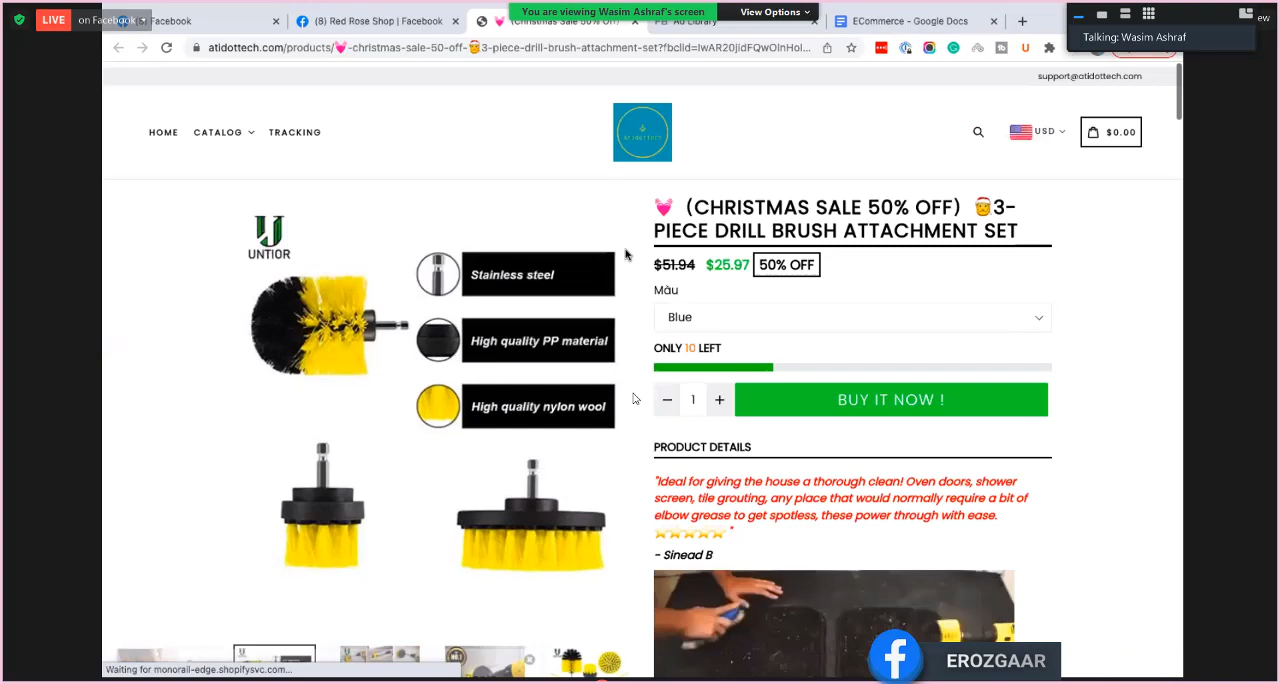 LIVE on Facebook
Facebook
(8) Red Rose Shop | Facebook
You are viewing Wasim Ashraf's screen
View Options
(Christmas Sale 50% Off)
Ad Library
ECommerce - Google Docs
Talking: Wasim Ashraf
atidottech.com/products/💓-christmas-sale-50-off-🎅3-piece-drill-brush-attachment-set?fbclid=IwAR20jidFQwOlnHol...
support@atidottech.com
HOME CATALOG TRACKING
USD
$0.00
UNTIOR
Stainless steel
High quality PP material
High quality nylon wool
💓 (CHRISTMAS SALE 50% OFF) 🎅3-
PIECE DRILL BRUSH ATTACHMENT SET
$51.94 $25.97 50% OFF
Màu
Blue
ONLY 10 LEFT
− 1 + BUY IT NOW !
PRODUCT DETAILS
"Ideal for giving the house a thorough clean! Oven doors, shower
screen, tile grouting, any place that would normally require a bit of
elbow grease to get spotless, these power through with ease.
⭐⭐⭐⭐⭐ "
- Sinead B
Waiting for monorail-edge.shopifysvc.com...
EROZGAAR